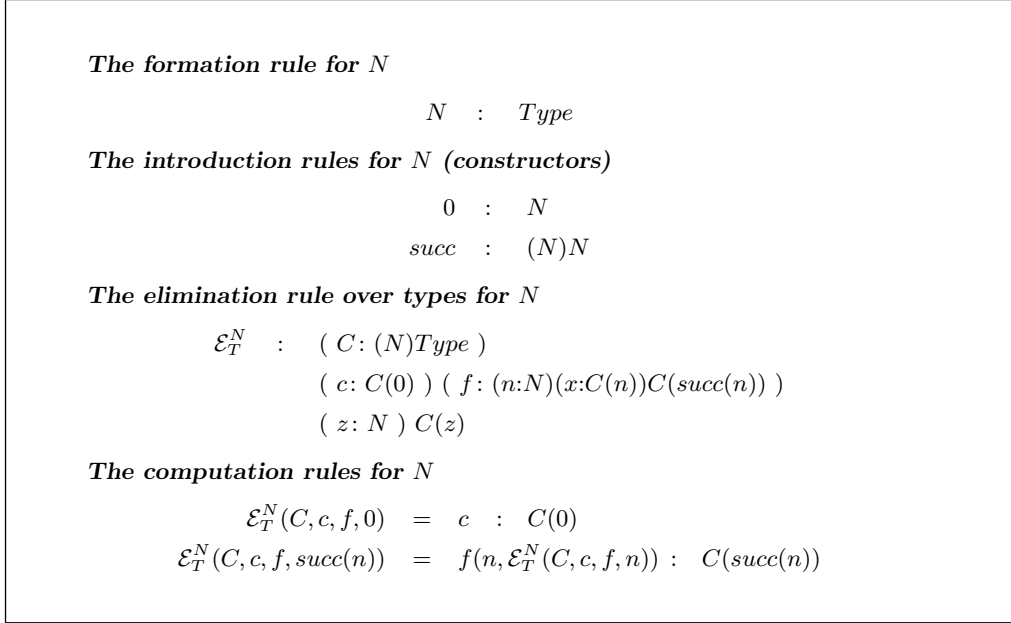 The formation rule for N
N : Type
The introduction rules for N (constructors)
0 : N
succ : (N)N
The elimination rule over types for N
ℰ_T^N : ( C: (N)Type )
( c: C(0) ) ( f: (n:N)(x:C(n))C(succ(n)) )
( z: N ) C(z)
The computation rules for N
ℰ_T^N(C, c, f, 0) = c : C(0)
ℰ_T^N(C, c, f, succ(n)) = f(n, ℰ_T^N(C, c, f, n)) : C(succ(n))